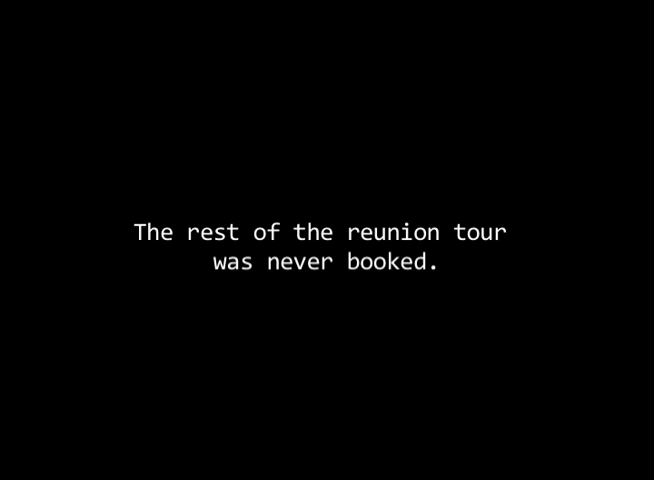 The rest of the reunion tour
was never booked.